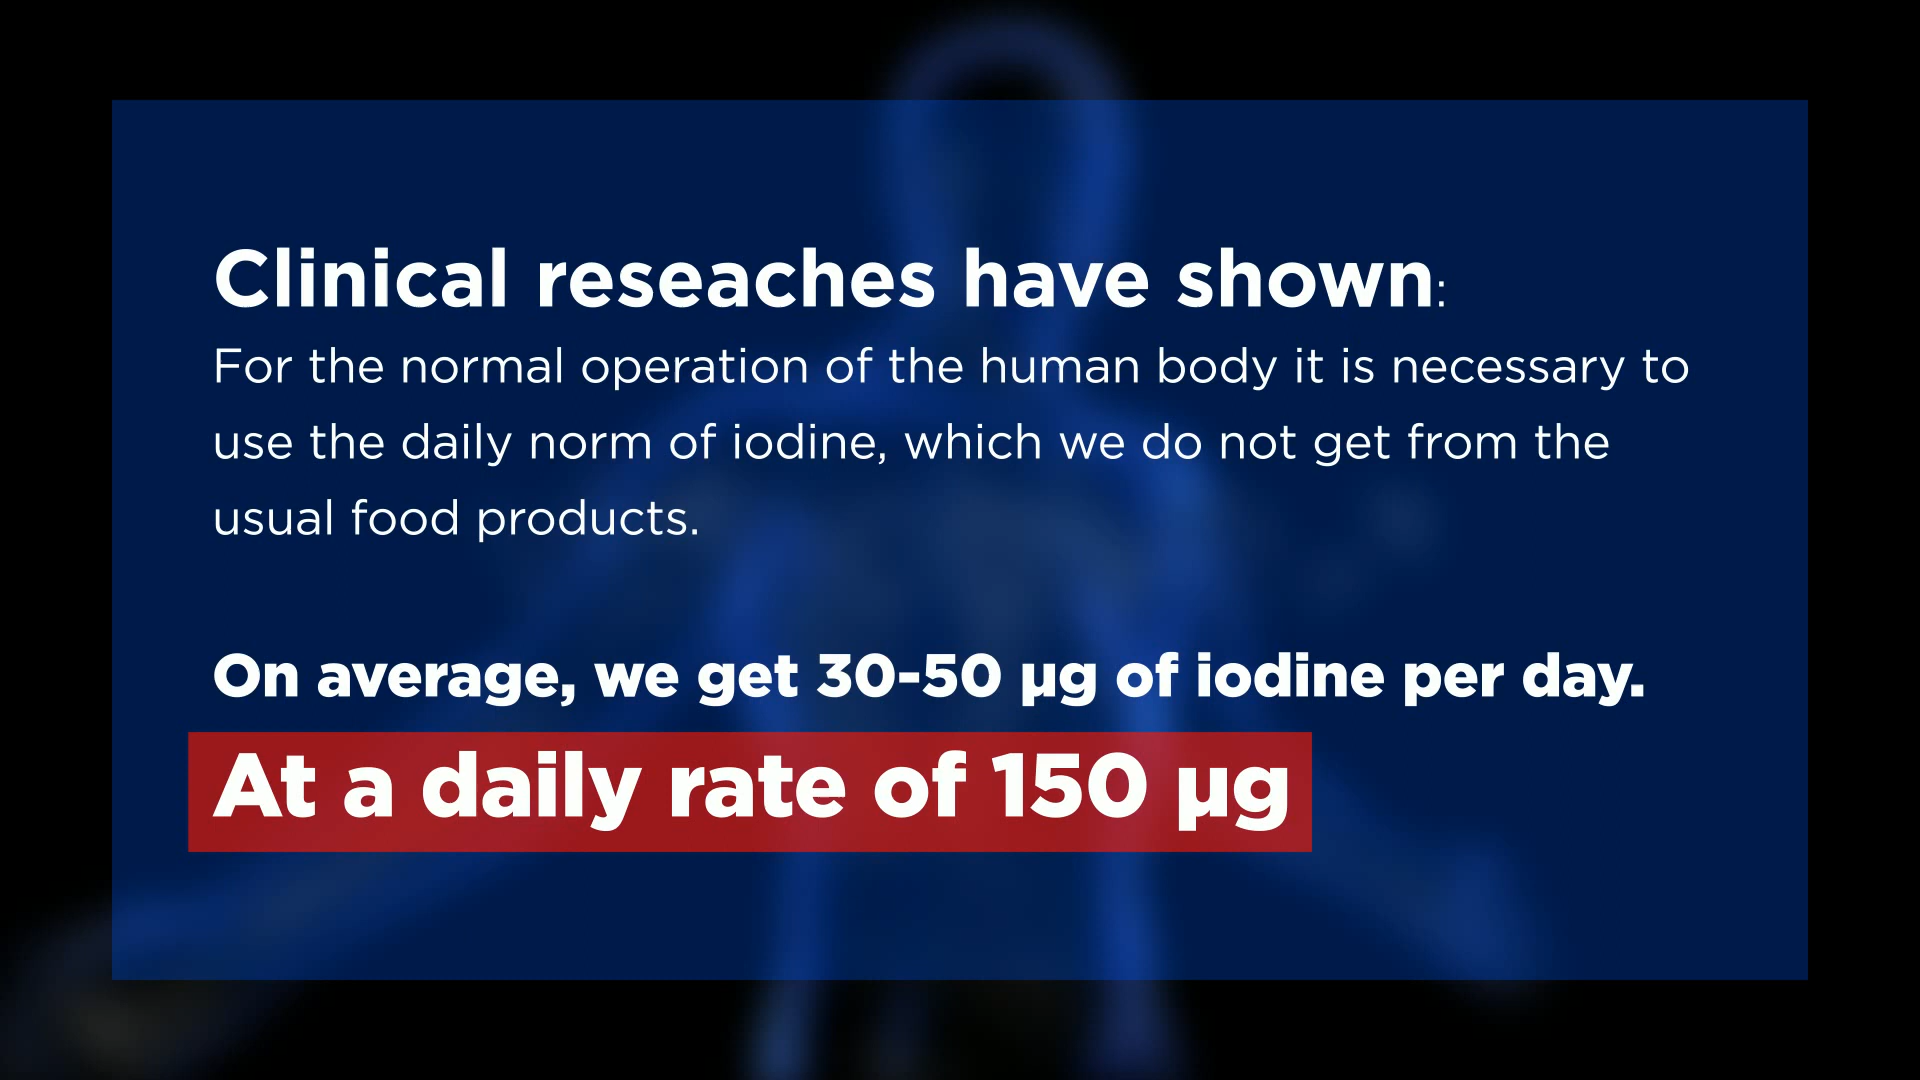 Clinical reseaches have shown:
For the normal operation of the human body it is necessary to
use the daily norm of iodine, which we do not get from the
usual food products.
On average, we get 30-50 μg of iodine per day.
At a daily rate of 150 μg